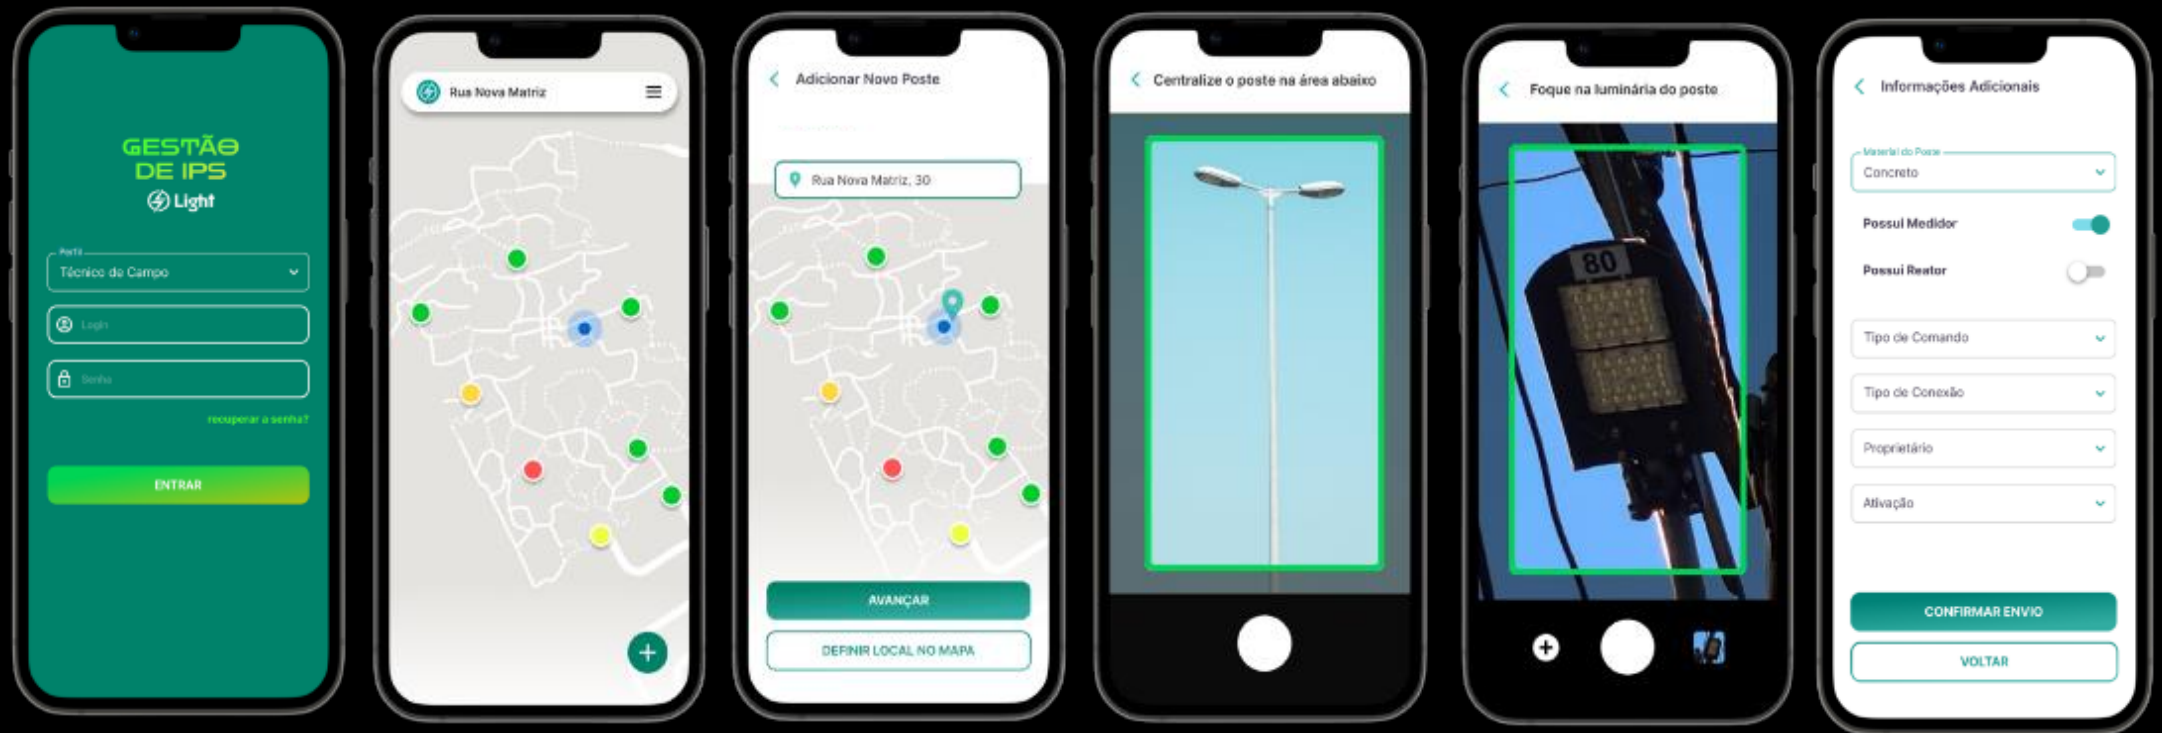 GESTÃO
DE IPS
Light
Perfil
Técnico de Campo
Login
Senha
recuperar a senha?
ENTRAR
Rua Nova Matriz
+
Adicionar Novo Poste
Rua Nova Matriz, 30
AVANÇAR
DEFINIR LOCAL NO MAPA
Centralize o poste na área abaixo
Foque na luminária do poste
80
+
Informações Adicionais
Material do Poste
Concreto
Possui Medidor
Possui Reator
Tipo de Comando
Tipo de Conexão
Proprietário
Ativação
CONFIRMAR ENVIO
VOLTAR